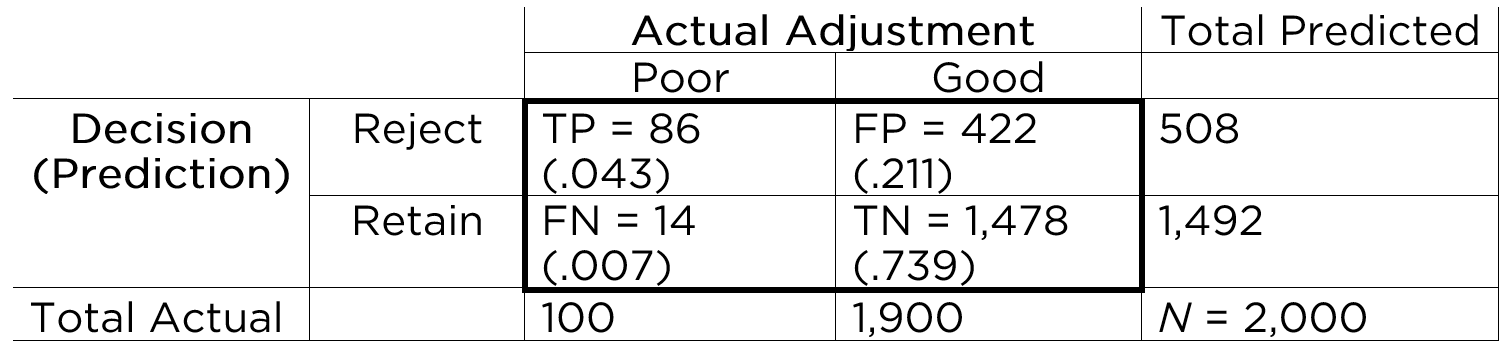 Actual Adjustment Total Predicted
Poor Good
Decision (Prediction) Reject TP = 86 (.043) FP = 422 (.211) 508
Retain FN = 14 (.007) TN = 1,478 (.739) 1,492
Total Actual 100 1,900 N = 2,000